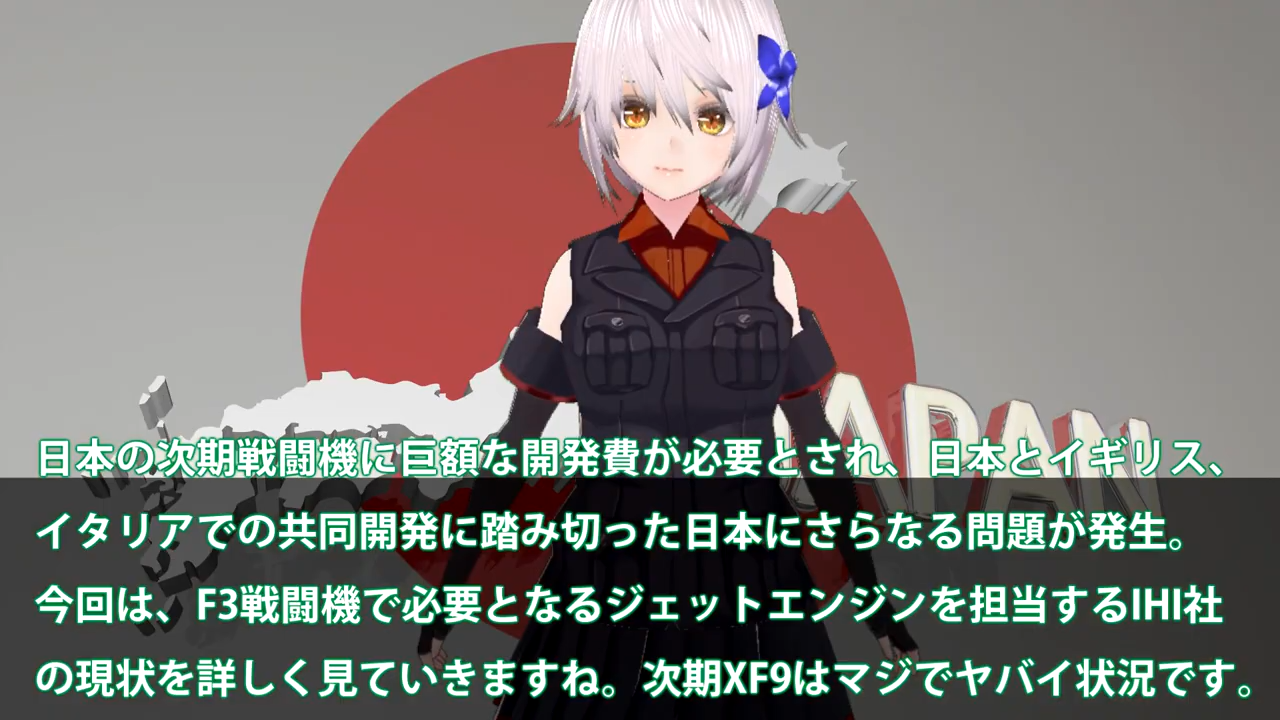 JAPAN
日本の次期戦闘機に巨額な開発費が必要とされ、日本とイギリス、
イタリアでの共同開発に踏み切った日本にさらなる問題が発生。
今回は、F3戦闘機で必要となるジェットエンジンを担当するIHI社
の現状を詳しく見ていきますね。次期XF9はマジでヤバイ状況です。